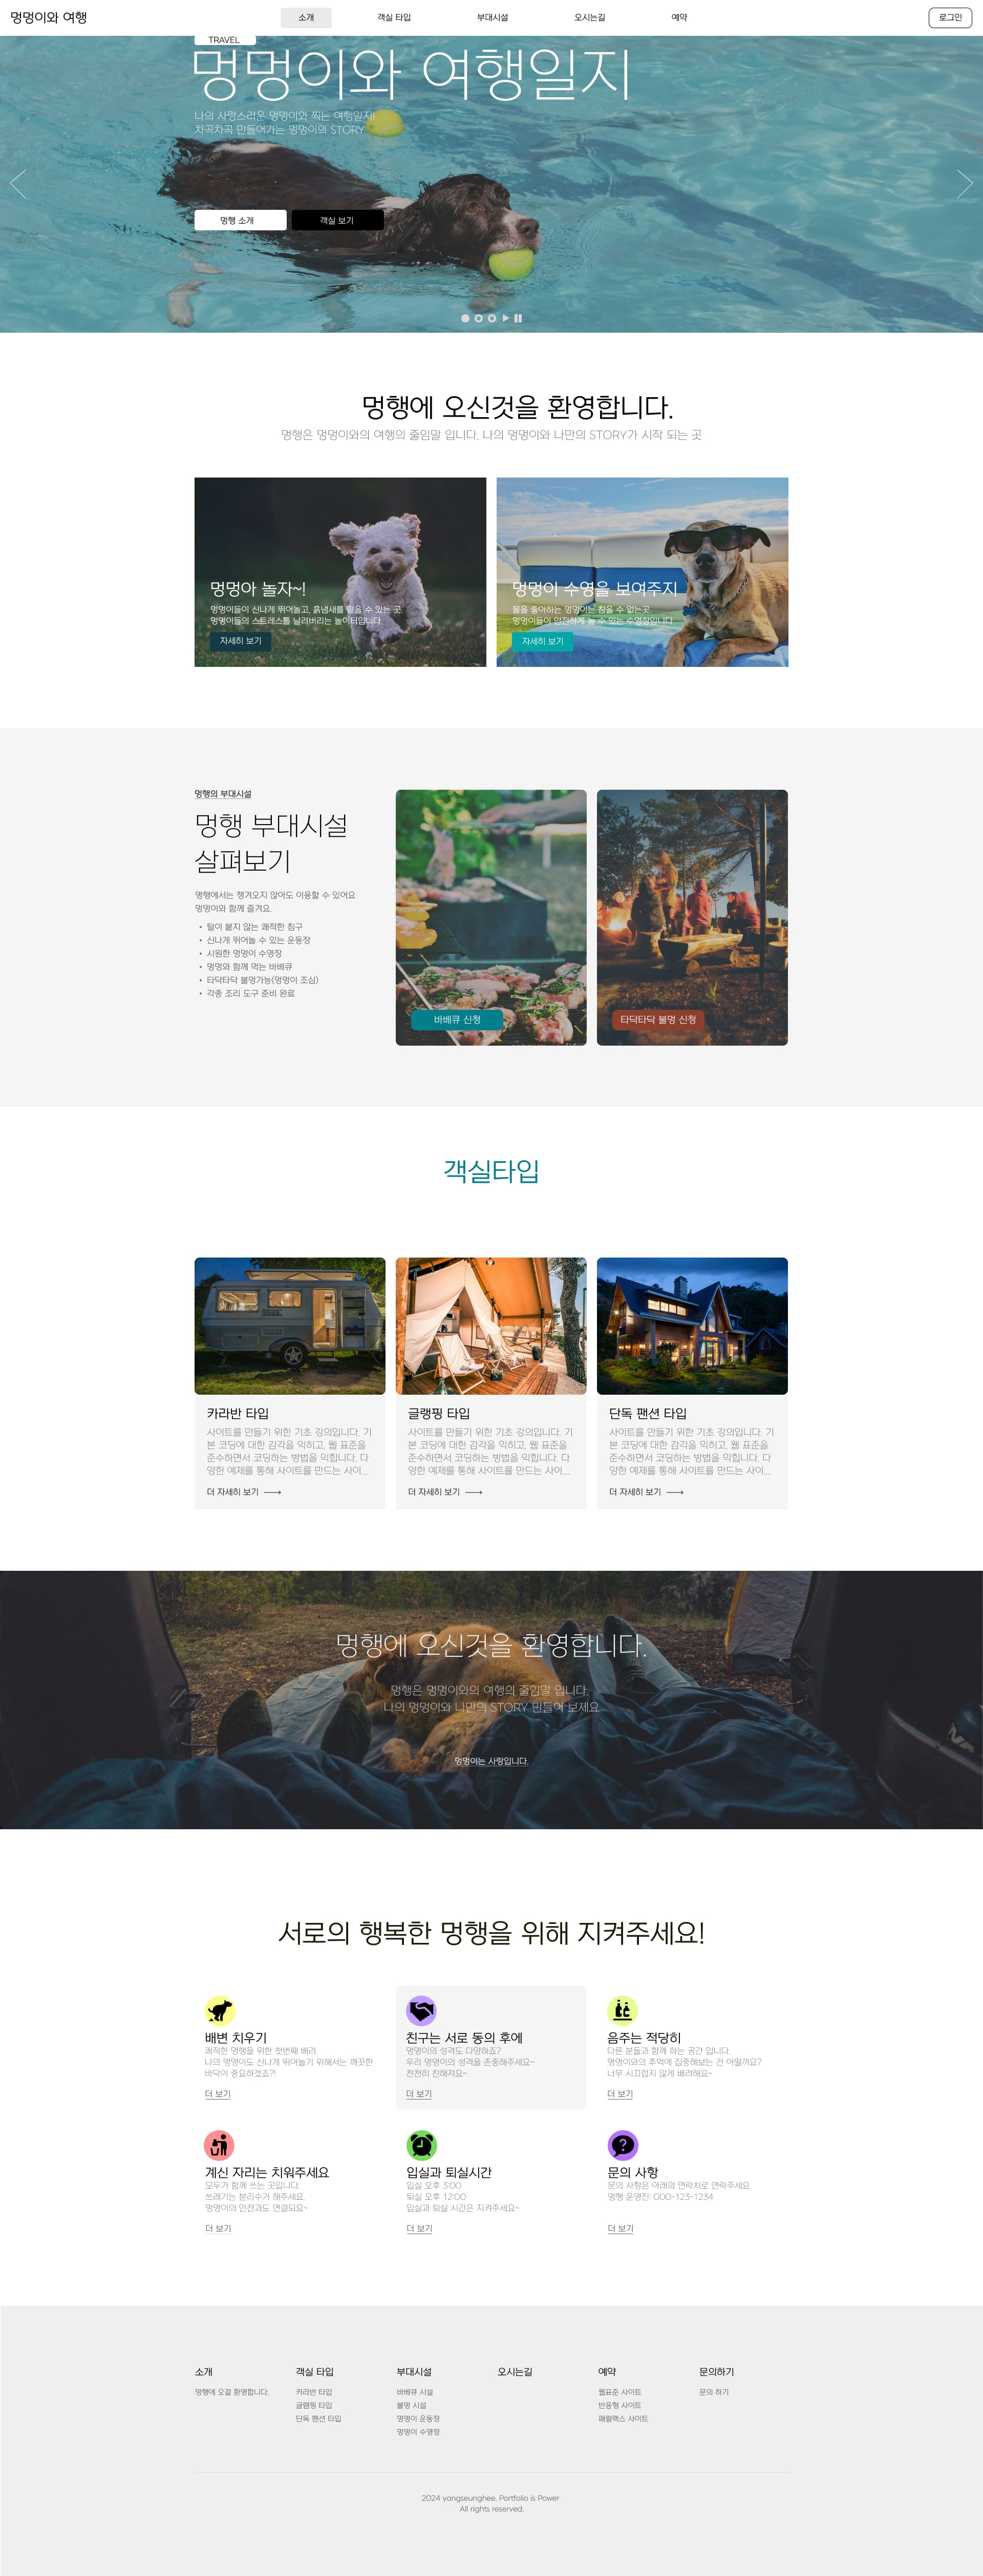 멍멍이와 여행
소개
객실 타입
부대시설
오시는길
예약
로그인
TRAVEL
멍멍이와 여행일지
나의 사랑스러운 멍멍이와 찍는 여행일지!
차곡차곡 만들어가는 멍멍이의 STORY
멍행 소개
객실 보기
멍행에 오신것을 환영합니다.
멍행은 멍멍이와의 여행의 줄임말 입니다. 나의 멍멍이와 나만의 STORY가 시작 되는 곳
멍멍아 놀자~!
멍멍이들이 신나게 뛰어놀고, 흙냄새를 맡을 수 있는 곳.
멍멍이들의 스트레스틀 날려버리는 놀이터입니다.
자세히 보기
멍멍이 수영을 보여주지
물을 좋아하는 멍멍이는 참을 수 없는곳
멍멍이들이 안전하게 놀 수 있는 수영장입니다.
자세히 보기
멍행의 부대시설
멍행 부대시설
살펴보기
멍행에서는 챙겨오지 않아도 이용할 수 있어요
멍멍이와 함께 즐겨요.
• 털이 붙지 않는 쾌적한 침구
• 신나게 뛰어놀 수 있는 운동장
• 시원한 멍멍이 수영장
• 멍멍와 함께 먹는 바베큐
• 타닥타닥 불멍가능(멍멍이 조심)
• 각종 조리 도구 준비 완료
바베큐 신청
타닥타닥 불멍 신청
객실타입
카라반 타입
사이트를 만들기 위한 기초 강의입니다. 기
본 코딩에 대한 감각을 익히고, 웹 표준을
준수하면서 코딩하는 방법을 익힙니다. 다
양한 예제를 통해 사이트를 만드는 사이...
더 자세히 보기
글랭핑 타입
사이트를 만들기 위한 기초 강의입니다. 기
본 코딩에 대한 감각을 익히고, 웹 표준을
준수하면서 코딩하는 방법을 익힙니다. 다
양한 예제를 통해 사이트를 만드는 사이...
더 자세히 보기
단독 팬션 타입
사이트를 만들기 위한 기초 강의입니다. 기
본 코딩에 대한 감각을 익히고, 웹 표준을
준수하면서 코딩하는 방법을 익힙니다. 다
양한 예제를 통해 사이트를 만드는 사이...
더 자세히 보기
멍행에 오신것을 환영합니다.
멍행은 멍멍이와의 여행의 줄임말 입니다.
나의 멍멍이와 나만의 STORY 만들어 보세요
멍멍이는 사랑입니다.
서로의 행복한 멍행을 위해 지켜주세요!
배변 치우기
쾌적한 멍행을 위한 첫번째 배려.
나의 멍멍이도 신나게 뛰어놀기 위해서는 깨끗한
바닥이 중요하겠죠?!
더 보기
친구는 서로 동의 후에
멍멍이의 성격도 다양하죠?
우리 멍멍이의 성격을 존중해주세요~
천천히 친해져요~
더 보기
음주는 적당히
다른 분들과 함께 하는 공간 입니다.
멍멍이와의 추억에 집중해보는 건 어떨까요?
너무 시끄럽지 않게 배려해요~
더 보기
계신 자리는 치워주세요
모두가 함께 쓰는 곳입니다.
쓰레기는 분리수거 해주세요.
멍멍이의 안전과도 연결되요~
더 보기
입실과 퇴실시간
입실 오후 3:00
퇴실 오후 12:00
입실과 퇴실 시간은 지켜주세요~
더 보기
문의 사항
문의 사항은 아래의 연락처로 연락주세요
멍행 운영진: 000-123-1234
더 보기
소개
멍행에 오걸 환영합니다.
객실 타입
카라반 타입
글램핑 타입
단독 팬션 타입
부대시설
바베큐 시설
불멍 시설
멍멍이 운동장
멍멍이 수영장
오시는길
예약
웹표준 사이트
반응형 사이트
패럴랙스 사이트
문의하기
문의 하기
2024 yangseunghee. Portfolio is Power
All rights reserved.